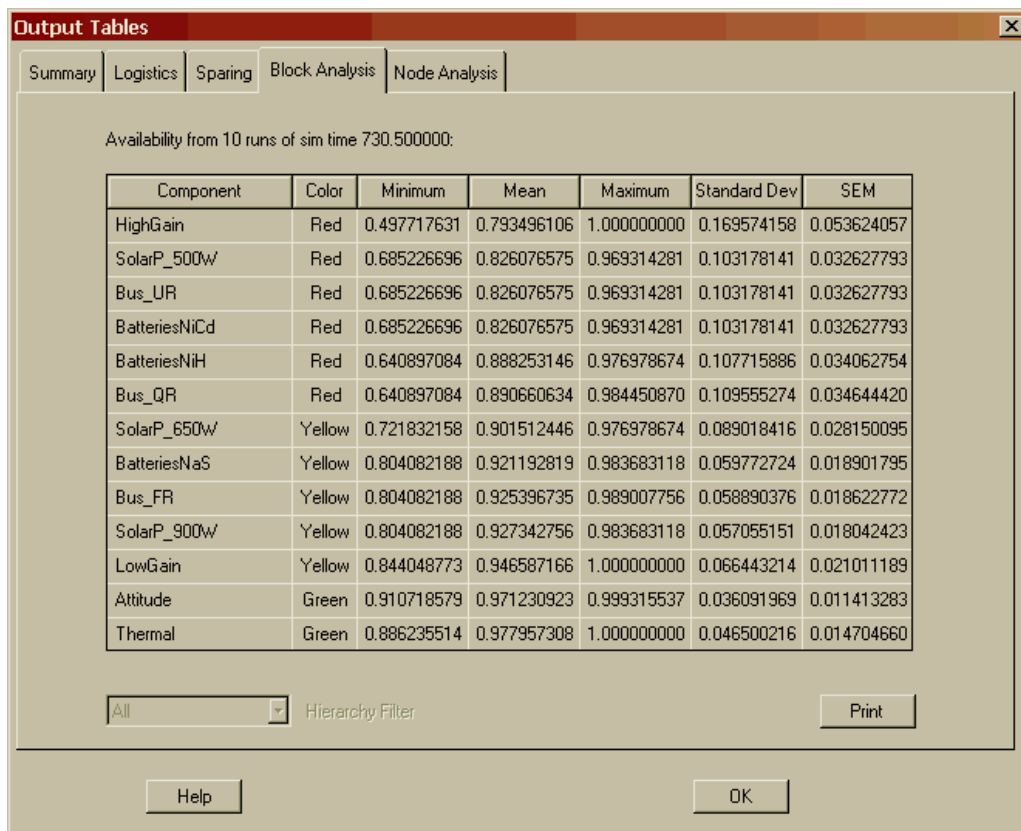 Output Tables
Summary Logistics Sparing Block Analysis Node Analysis
Availability from 10 runs of sim time 730.500000:
Component Color Minimum Mean Maximum Standard Dev SEM
HighGain Red 0.497717631 0.793496106 1.000000000 0.169574158 0.053624057
SolarP_500W Red 0.685226696 0.826076575 0.969314281 0.103178141 0.032627793
Bus_UR Red 0.685226696 0.826076575 0.969314281 0.103178141 0.032627793
BatteriesNiCd Red 0.685226696 0.826076575 0.969314281 0.103178141 0.032627793
BatteriesNiH Red 0.640897084 0.888253146 0.976978674 0.107715886 0.034062754
Bus_QR Red 0.640897084 0.890660634 0.984450870 0.109555274 0.034644420
SolarP_650W Yellow 0.721832158 0.901512446 0.976978674 0.089018416 0.028150095
BatteriesNaS Yellow 0.804082188 0.921192819 0.983683118 0.059772724 0.018901795
Bus_FR Yellow 0.804082188 0.925396735 0.989007756 0.058890376 0.018622772
SolarP_900W Yellow 0.804082188 0.927342756 0.983683118 0.057055151 0.018042423
LowGain Yellow 0.844048773 0.946587166 1.000000000 0.066443214 0.021011189
Attitude Green 0.910718579 0.971230923 0.999315537 0.036091969 0.011413283
Thermal Green 0.886235514 0.977957308 1.000000000 0.046500216 0.014704660
All Hierarchy Filter Print
Help OK